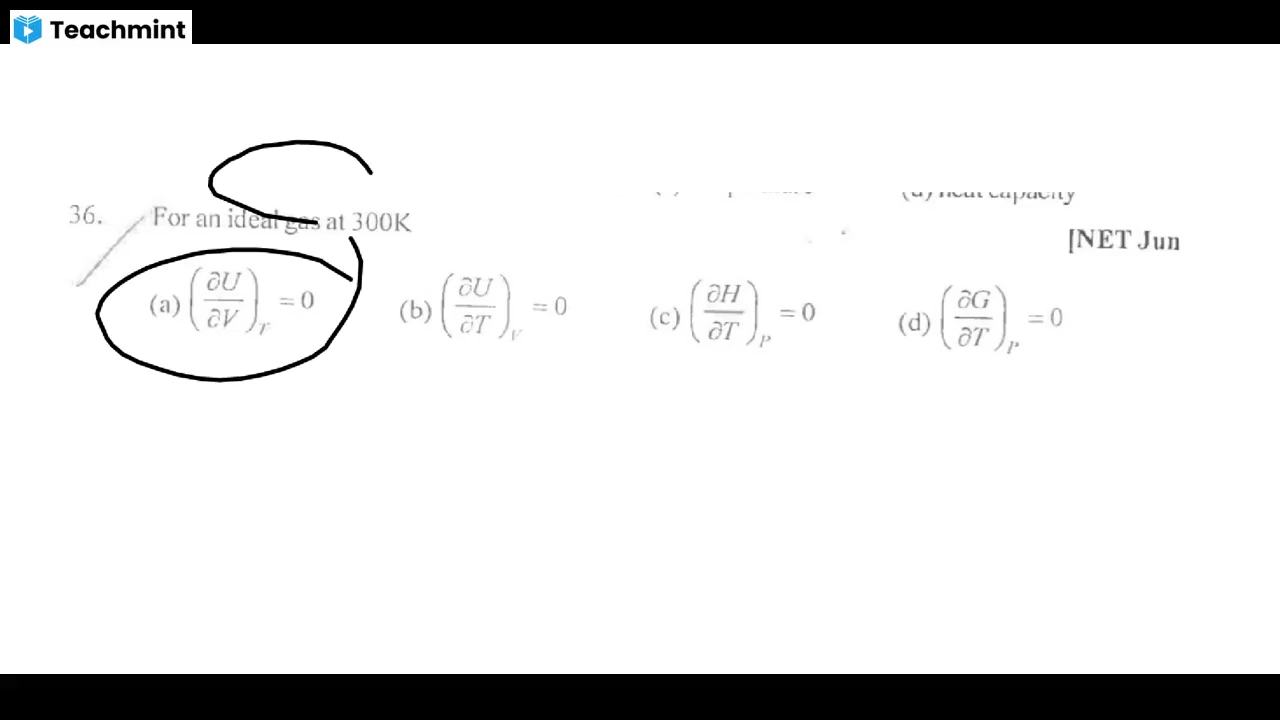 Teachmint
(d) heat capacity
36. For an ideal gas at 300K
[NET Jun
(a) (∂U/∂V)_T = 0 (b) (∂U/∂T)_V = 0 (c) (∂H/∂T)_P = 0 (d) (∂G/∂T)_P = 0